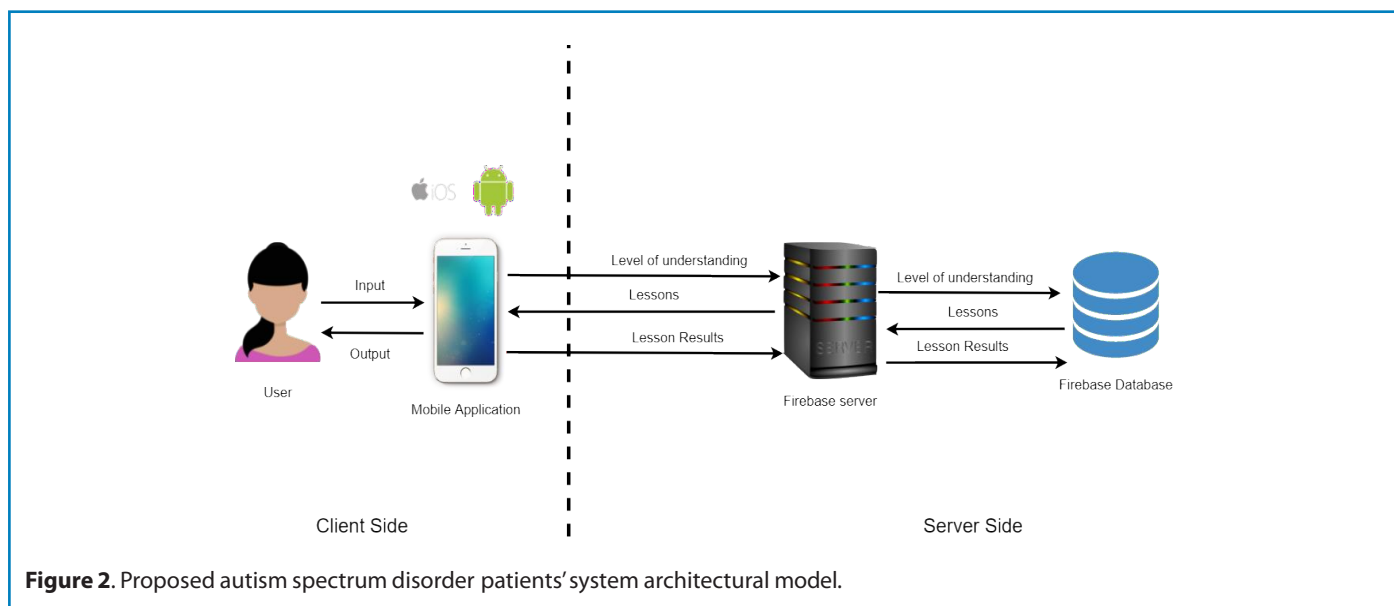 iOS
Input
Output
User
Mobile Application
Level of understanding
Lessons
Lesson Results
SERVER
Firebase server
Level of understanding
Lessons
Lesson Results
Firebase Database
Client Side
Server Side
Figure 2. Proposed autism spectrum disorder patients’ system architectural model.